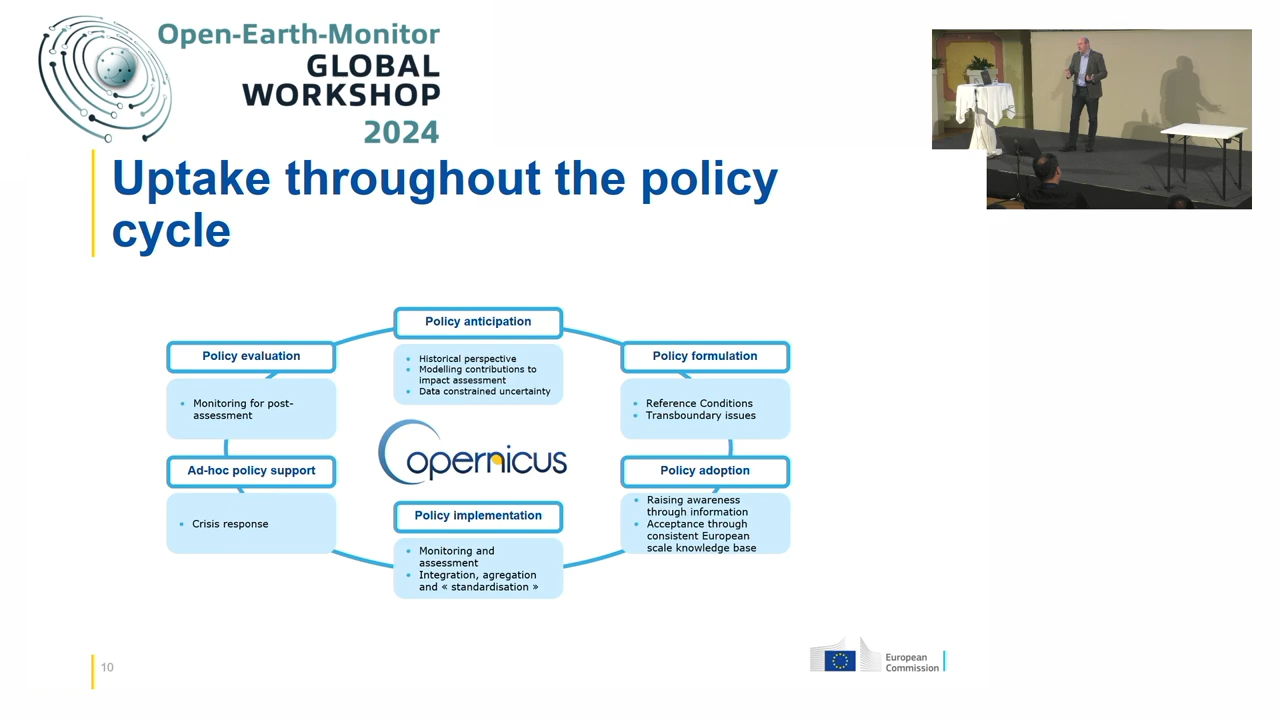 Open-Earth-Monitor
GLOBAL
WORKSHOP
2024
Uptake throughout the policy
cycle
Policy anticipation
• Historical perspective
• Modelling contributions to
impact assessment
• Data constrained uncertainty
Policy evaluation
• Monitoring for post-
assessment
Policy formulation
• Reference Conditions
• Transboundary issues
Copernicus
Ad-hoc policy support
• Crisis response
Policy implementation
• Monitoring and
assessment
• Integration, agregation
and « standardisation »
Policy adoption
• Raising awareness
through information
• Acceptance through
consistent European
scale knowledge base
10
European
Commission